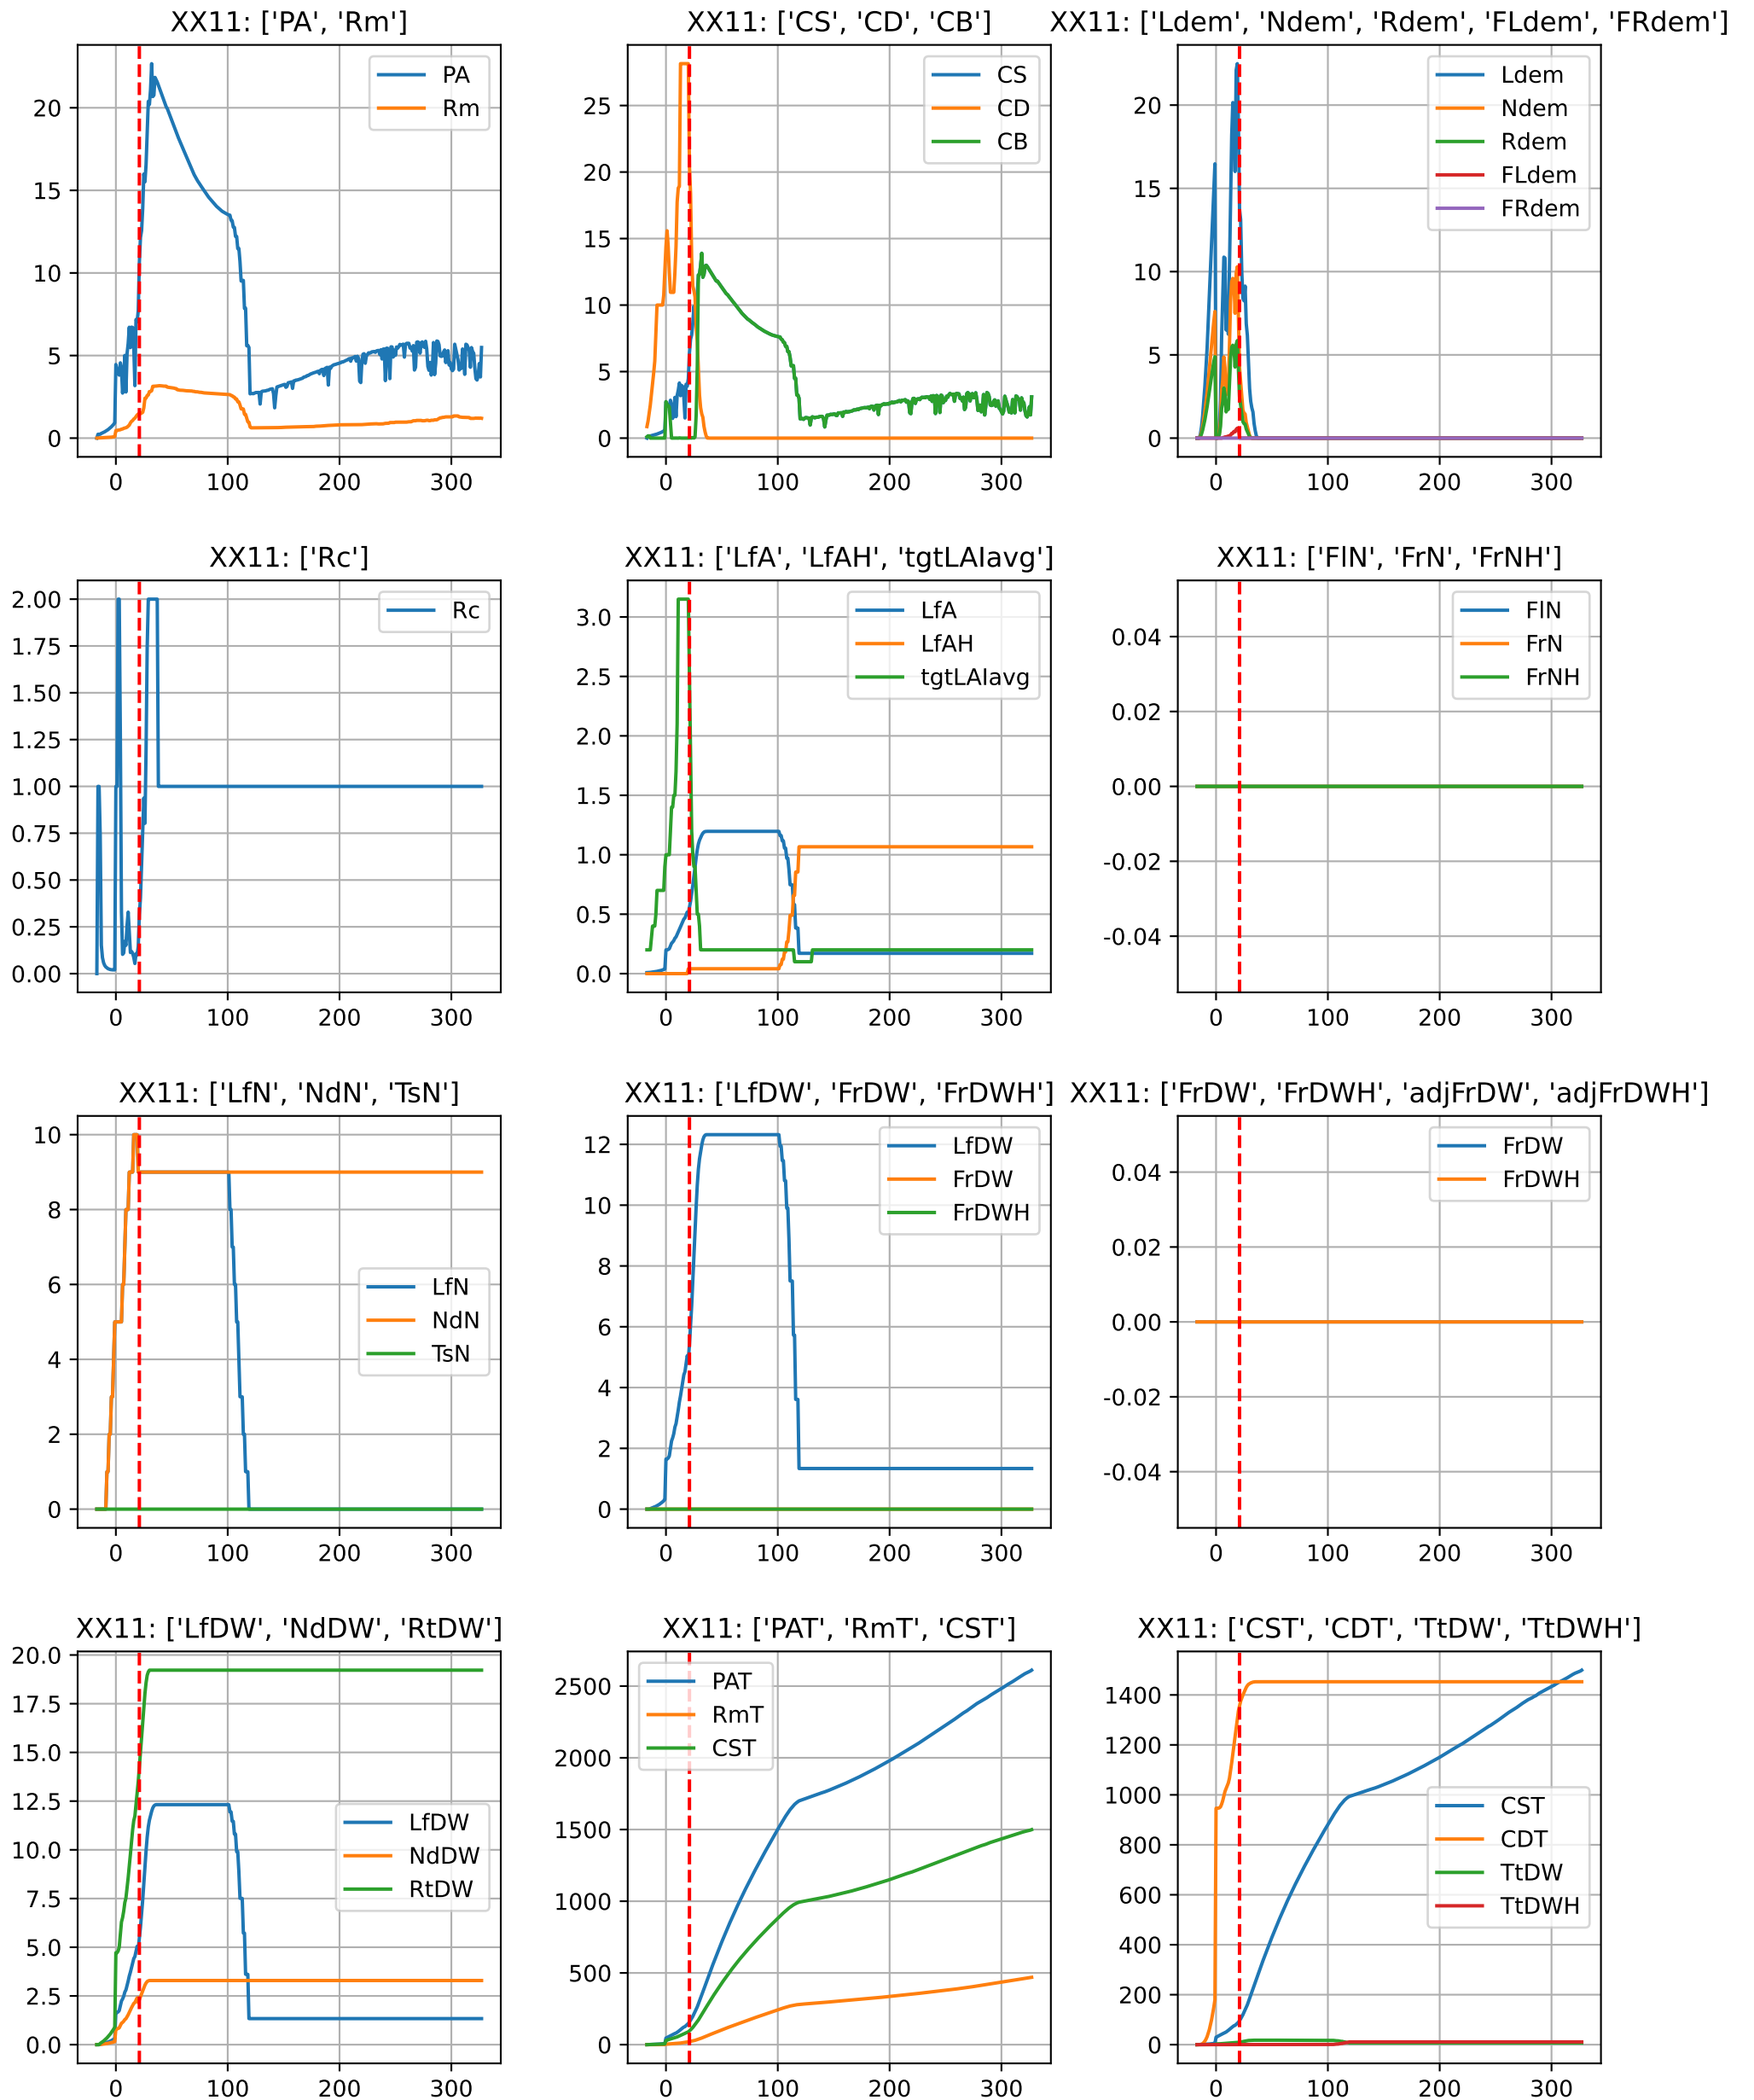 XX11: ['PA', 'Rm']
PA
Rm
20
15
10
5
0
0 100 200 300
XX11: ['CS', 'CD', 'CB']
CS
CD
CB
25
20
15
10
5
0
0 100 200 300
XX11: ['Ldem', 'Ndem', 'Rdem', 'FLdem', 'FRdem']
Ldem
Ndem
Rdem
FLdem
FRdem
20
15
10
5
0
0 100 200 300
XX11: ['Rc']
Rc
2.00
1.75
1.50
1.25
1.00
0.75
0.50
0.25
0.00
0 100 200 300
XX11: ['LfA', 'LfAH', 'tgtLAIavg']
LfA
LfAH
tgtLAIavg
3.0
2.5
2.0
1.5
1.0
0.5
0.0
0 100 200 300
XX11: ['FlN', 'FrN', 'FrNH']
FlN
FrN
FrNH
0.04
0.02
0.00
-0.02
-0.04
0 100 200 300
XX11: ['LfN', 'NdN', 'TsN']
LfN
NdN
TsN
10
8
6
4
2
0
0 100 200 300
XX11: ['LfDW', 'FrDW', 'FrDWH']
LfDW
FrDW
FrDWH
12
10
8
6
4
2
0
0 100 200 300
XX11: ['FrDW', 'FrDWH', 'adjFrDW', 'adjFrDWH']
FrDW
FrDWH
0.04
0.02
0.00
-0.02
-0.04
0 100 200 300
XX11: ['LfDW', 'NdDW', 'RtDW']
LfDW
NdDW
RtDW
20.0
17.5
15.0
12.5
10.0
7.5
5.0
2.5
0.0
0 100 200 300
XX11: ['PAT', 'RmT', 'CST']
PAT
RmT
CST
2500
2000
1500
1000
500
0
0 100 200 300
XX11: ['CST', 'CDT', 'TtDW', 'TtDWH']
CST
CDT
TtDW
TtDWH
1400
1200
1000
800
600
400
200
0
0 100 200 300